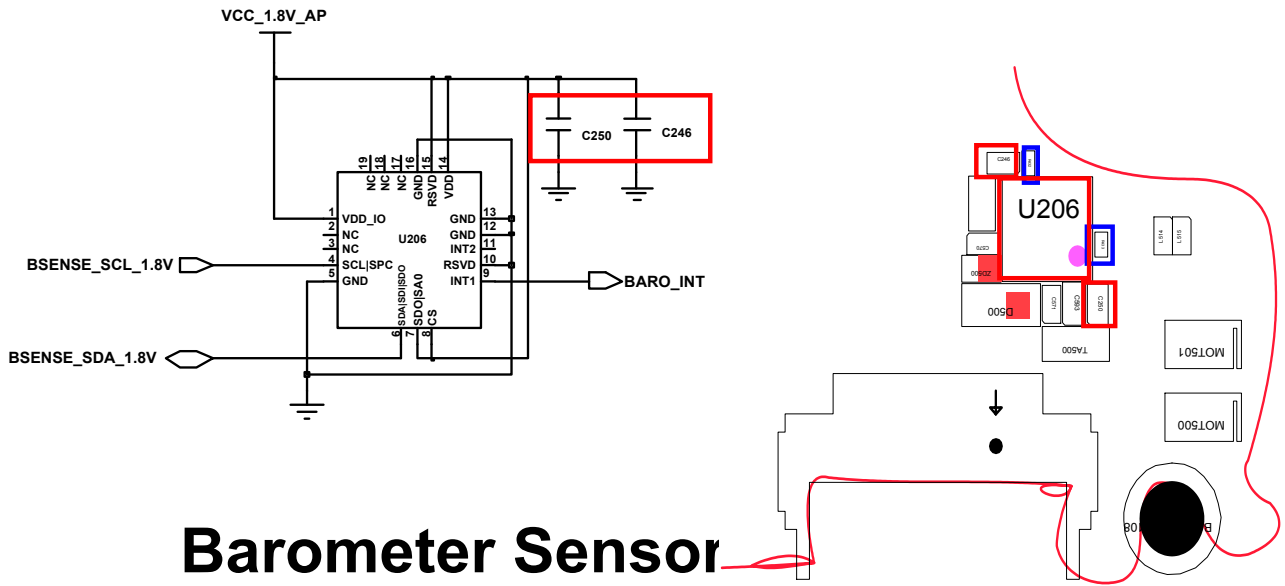 VCC_1.8V_AP
C250
C246
19
18
17
16
15
14
NC
NC
NC
GND
RSVD
VDD
1
VDD_IO
2
NC
3
NC
4
SCL|SPC
5
GND
U206
GND
13
GND
12
INT2
11
RSVD
10
INT1
9
SDA|SDI|SDO
SDO|SA0
CS
6
7
8
BSENSE_SCL_1.8V
BSENSE_SDA_1.8V
BARO_INT
Barometer Sensor
C246
U206
C570
ZD500
D500
C571
C250
TA500
L514
L515
MOT501
MOT500